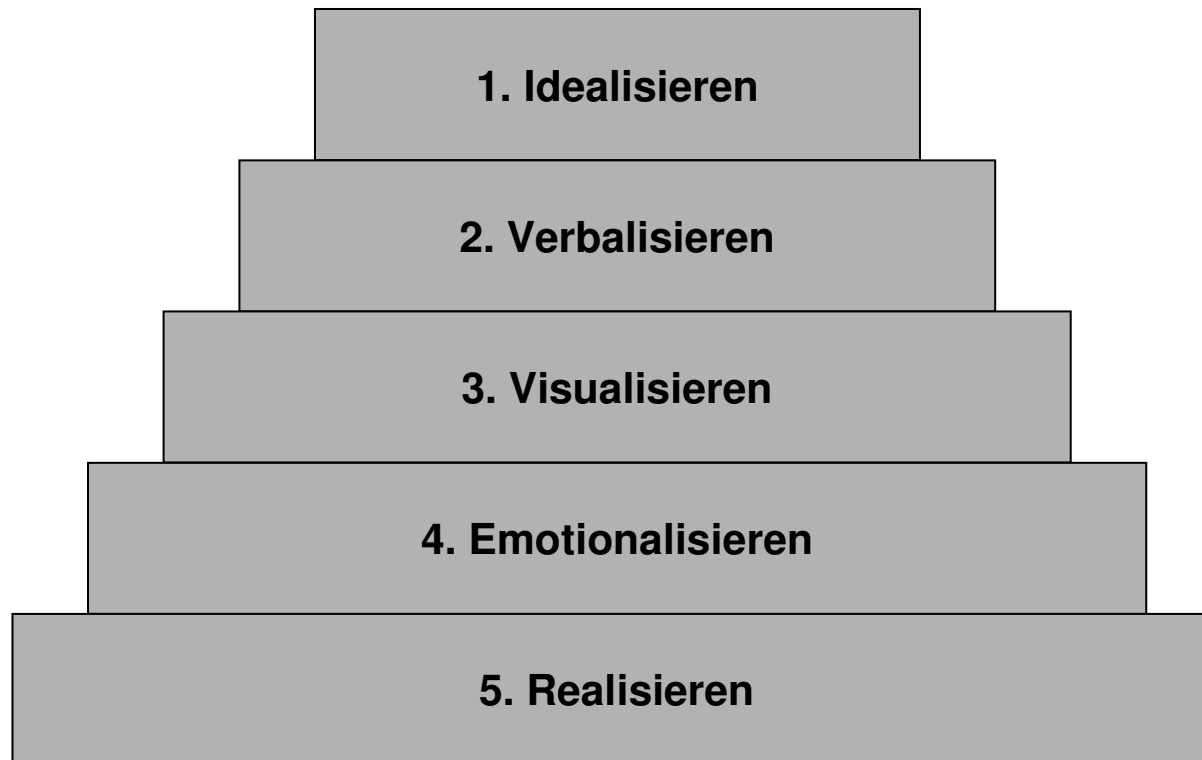 1. Idealisieren
2. Verbalisieren
3. Visualisieren
4. Emotionalisieren
5. Realisieren